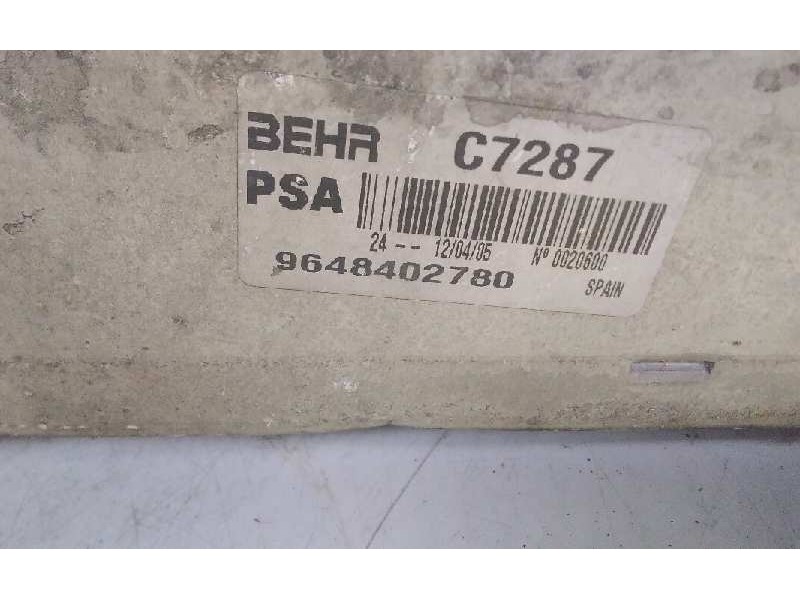 BEHR C7287
PSA
24 -- 12/04/05 Nº 0020600
9648402780 SPAIN